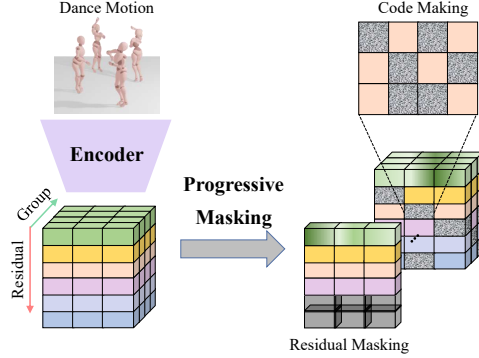 Dance Motion
Code Making
Encoder
Group
Residual
Progressive
Masking
Residual Masking